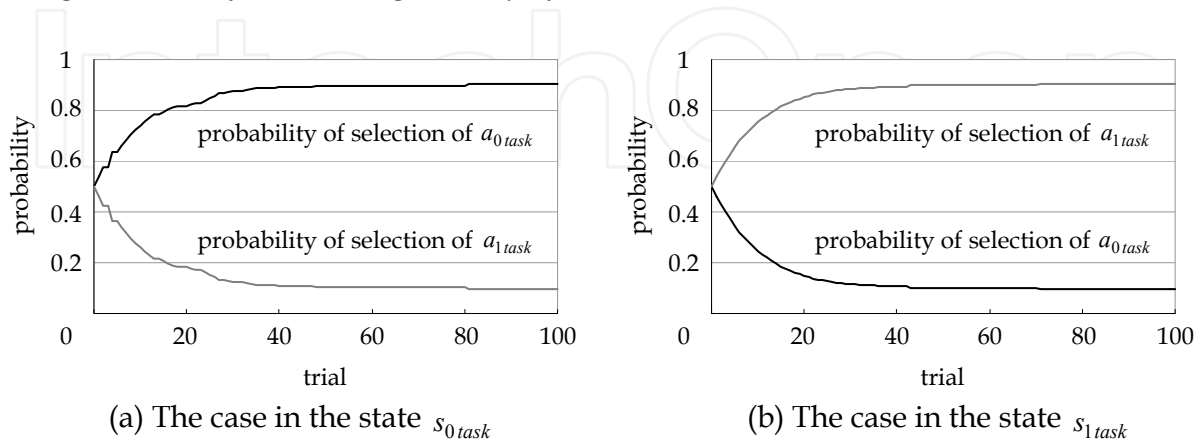 1
0.8
0.6
0.4
0.2
0
probability
probability of selection of a0task
probability of selection of a1task
20 40 60 80 100
trial
(a) The case in the state s0task
1
0.8
0.6
0.4
0.2
0
probability
probability of selection of a1task
probability of selection of a0task
20 40 60 80 100
trial
(b) The case in the state s1task